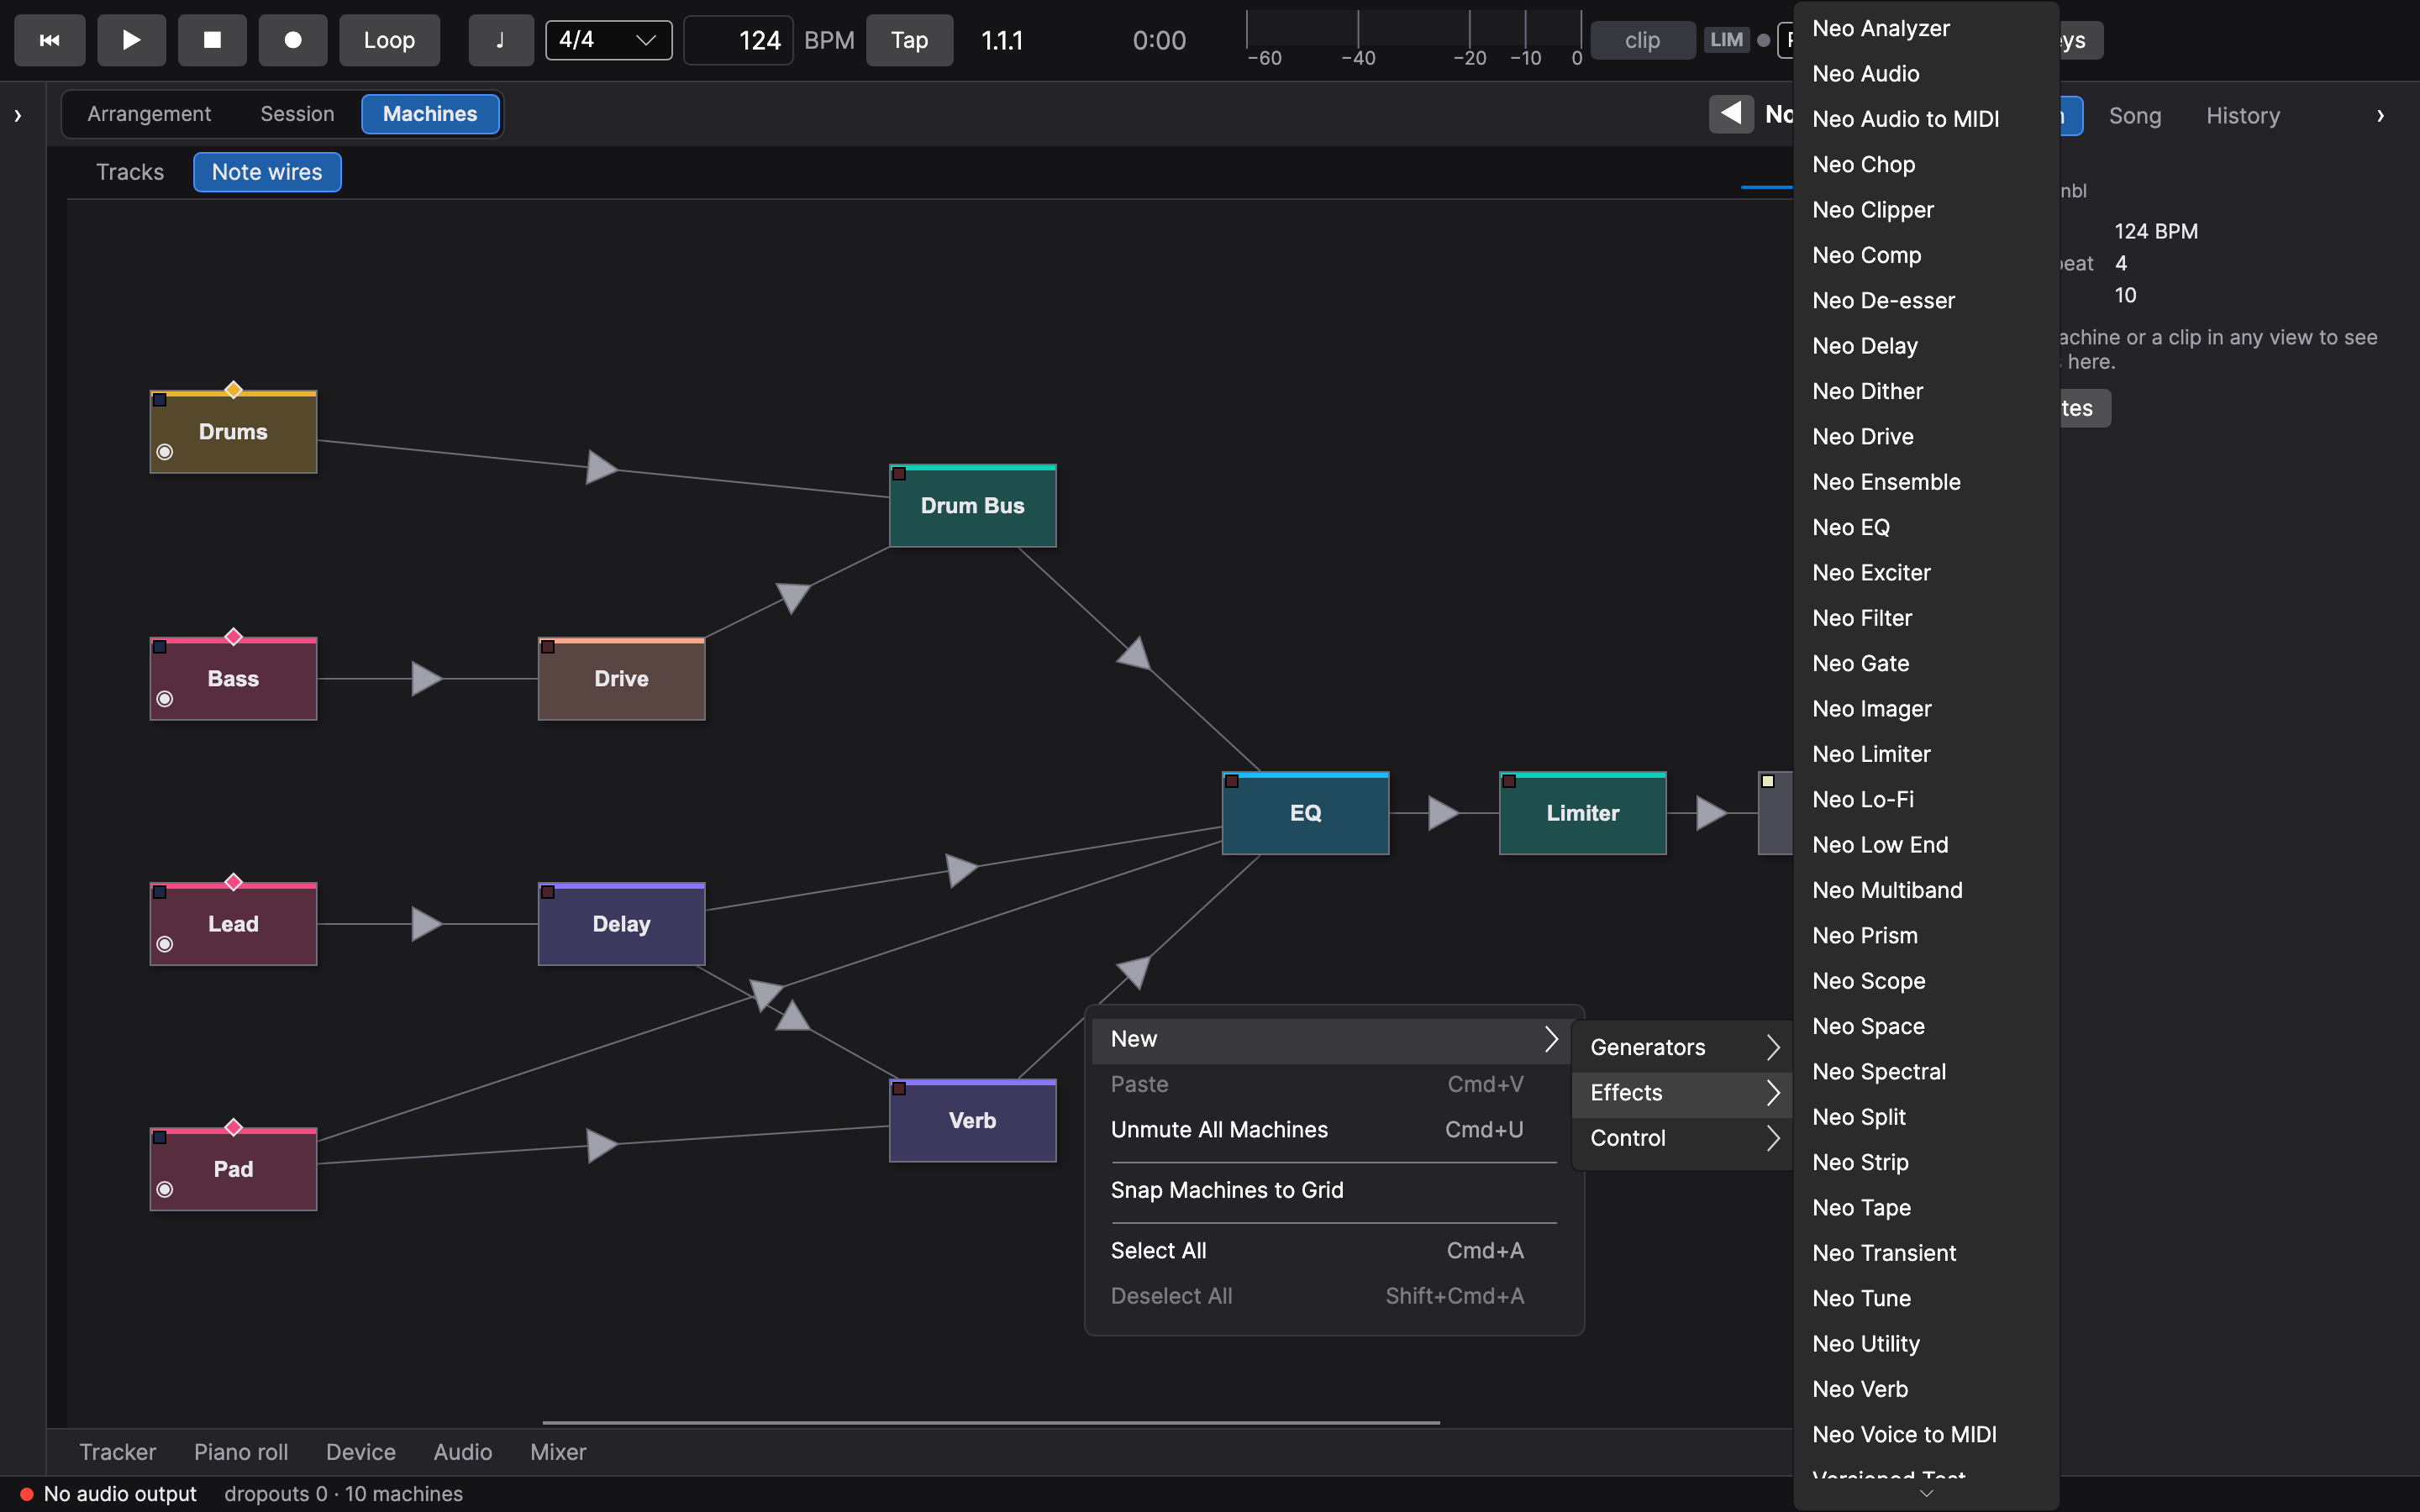 Loop
4/4
124 BPM
Tap
1.1.1
0:00
−60 −40 −20 −10 0
clip
LIM
Arrangement
Session
Machines
Song
History
Tracks
Note wires
124 BPM
4
10
or a clip in any view to see
here.
Drums
Drum Bus
Bass
Drive
EQ
Limiter
Lead
Delay
Pad
Verb
New
Paste Cmd+V
Unmute All Machines Cmd+U
Snap Machines to Grid
Select All Cmd+A
Deselect All Shift+Cmd+A
Generators
Effects
Control
Neo Analyzer
Neo Audio
Neo Audio to MIDI
Neo Chop
Neo Clipper
Neo Comp
Neo De-esser
Neo Delay
Neo Dither
Neo Drive
Neo Ensemble
Neo EQ
Neo Exciter
Neo Filter
Neo Gate
Neo Imager
Neo Limiter
Neo Lo-Fi
Neo Low End
Neo Multiband
Neo Prism
Neo Scope
Neo Space
Neo Spectral
Neo Split
Neo Strip
Neo Tape
Neo Transient
Neo Tune
Neo Utility
Neo Verb
Neo Voice to MIDI
Tracker
Piano roll
Device
Audio
Mixer
No audio output
dropouts 0 · 10 machines